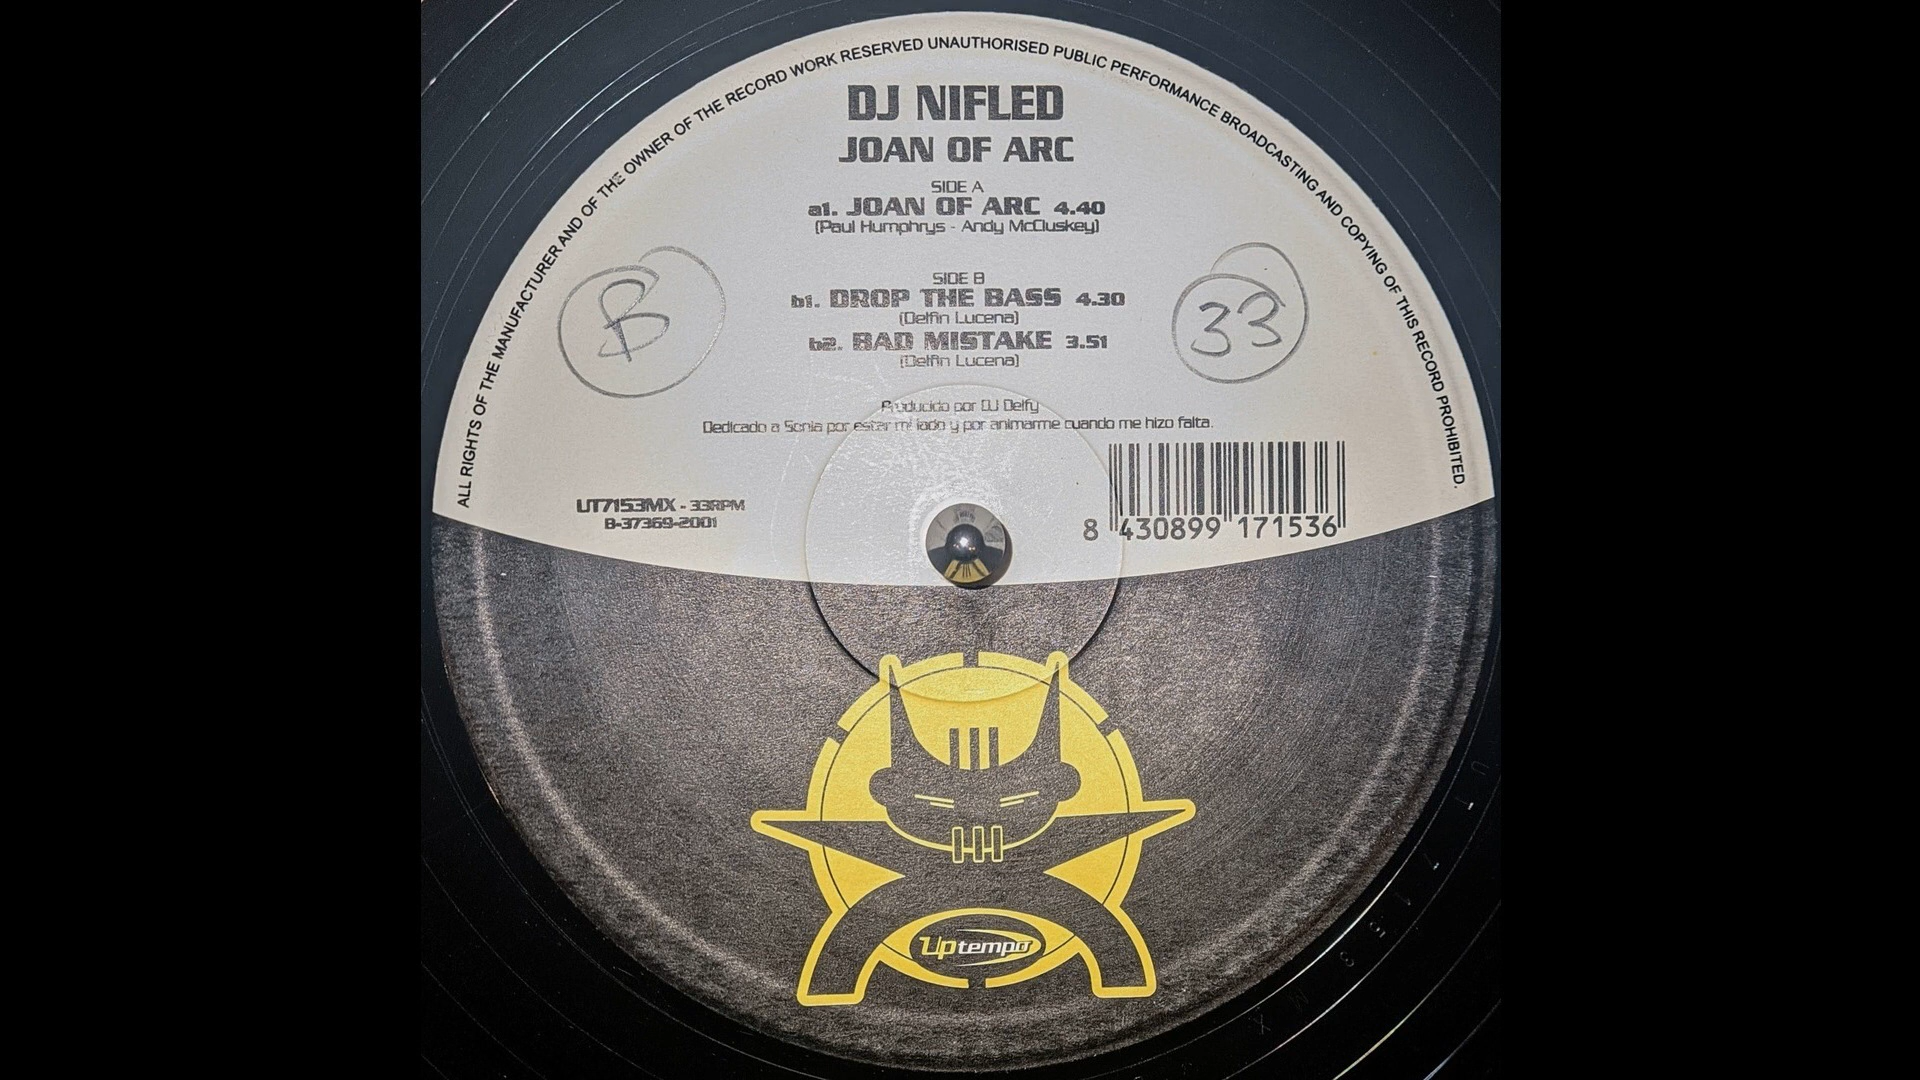 ALL RIGHTS OF THE MANUFACTURER AND OF THE OWNER OF THE RECORD WORK RESERVED UNAUTHORISED PUBLIC PERFORMANCE BROADCASTING AND COPYING OF THIS RECORD PROHIBITED.
DJ NIFLED
JOAN OF ARC
SIDE A
a1. JOAN OF ARC 4.40
(Paul Humphrys - Andy McCluskey)
SIDE B
b1. DROP THE BASS 4.30
(Delfin Lucena)
b2. BAD MISTAKE 3.51
(Delfin Lucena)
B
33
Producido por DJ Delfy
Dedicado a Sonia por estar mi lado y por animarme cuando me hizo falta.
UT7153MX - 33RPM
B-37369-2001
8 430899 171536
Uptempo